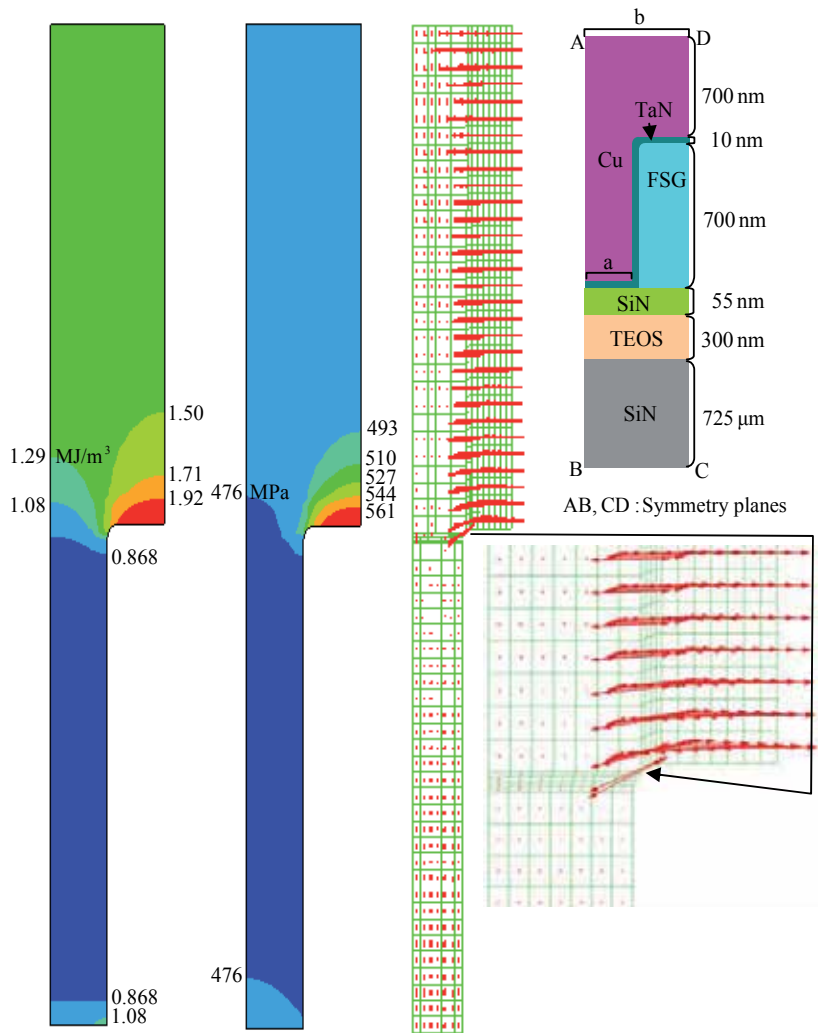 1.50
1.29 MJ/m³
1.71
1.08
1.92
0.868
0.868
1.08
493
510
527
476 MPa
544
561
476
b
A
D
700 nm
TaN
10 nm
Cu
FSG
700 nm
a
SiN
55 nm
TEOS
300 nm
SiN
725 μm
B
C
AB, CD : Symmetry planes